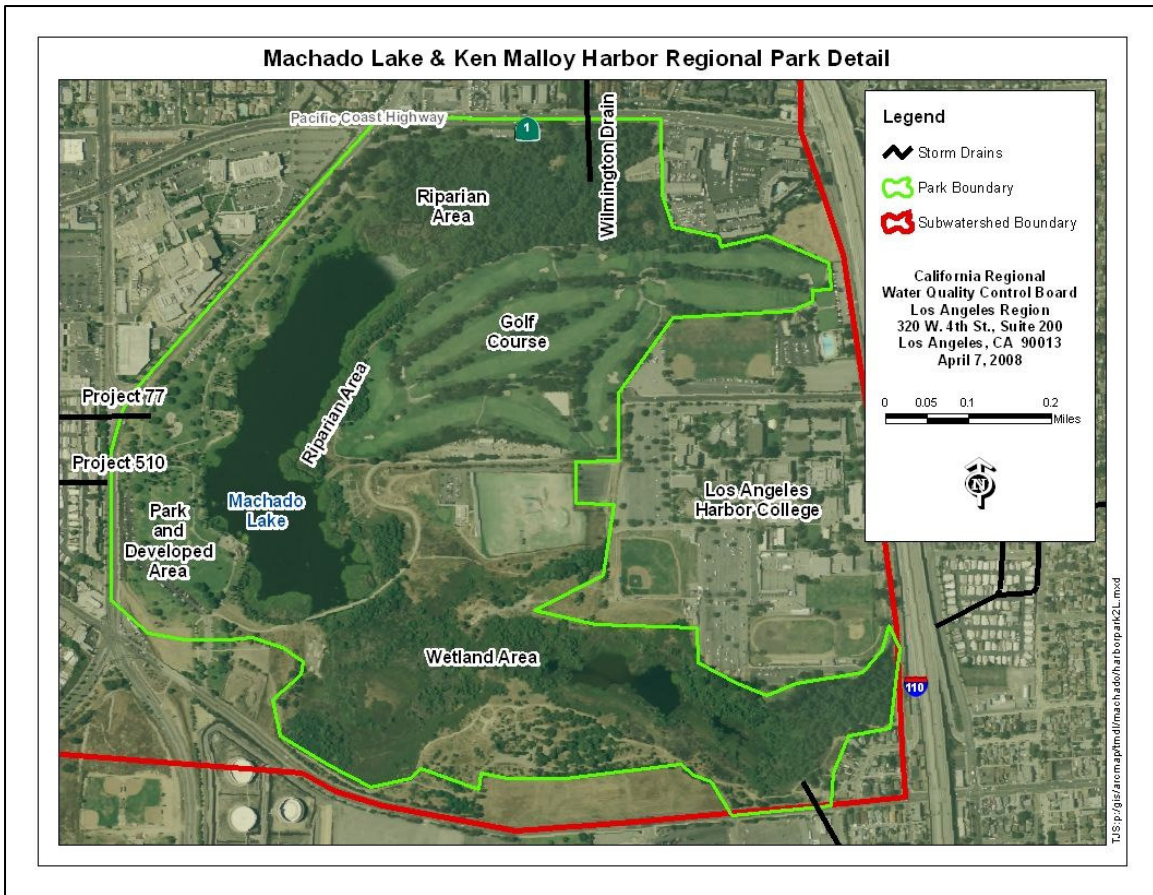 Machado Lake & Ken Malloy Harbor Regional Park Detail
Pacific Coast Highway
1
Wilmington Drain
Riparian
Area
Golf
Course
Riparian Area
Project 77
Project 510
Machado
Lake
Park
and
Developed
Area
Los Angeles
Harbor College
Wetland Area
110
Legend
Storm Drains
Park Boundary
Subwatershed Boundary
California Regional
Water Quality Control Board
Los Angeles Region
320 W. 4th St., Suite 200
Los Angeles, CA 90013
April 7, 2008
0 0.05 0.1 0.2
Miles
N
TJS:p:/gis/arcmap/tmdl/machado/harborpark2L.mxd